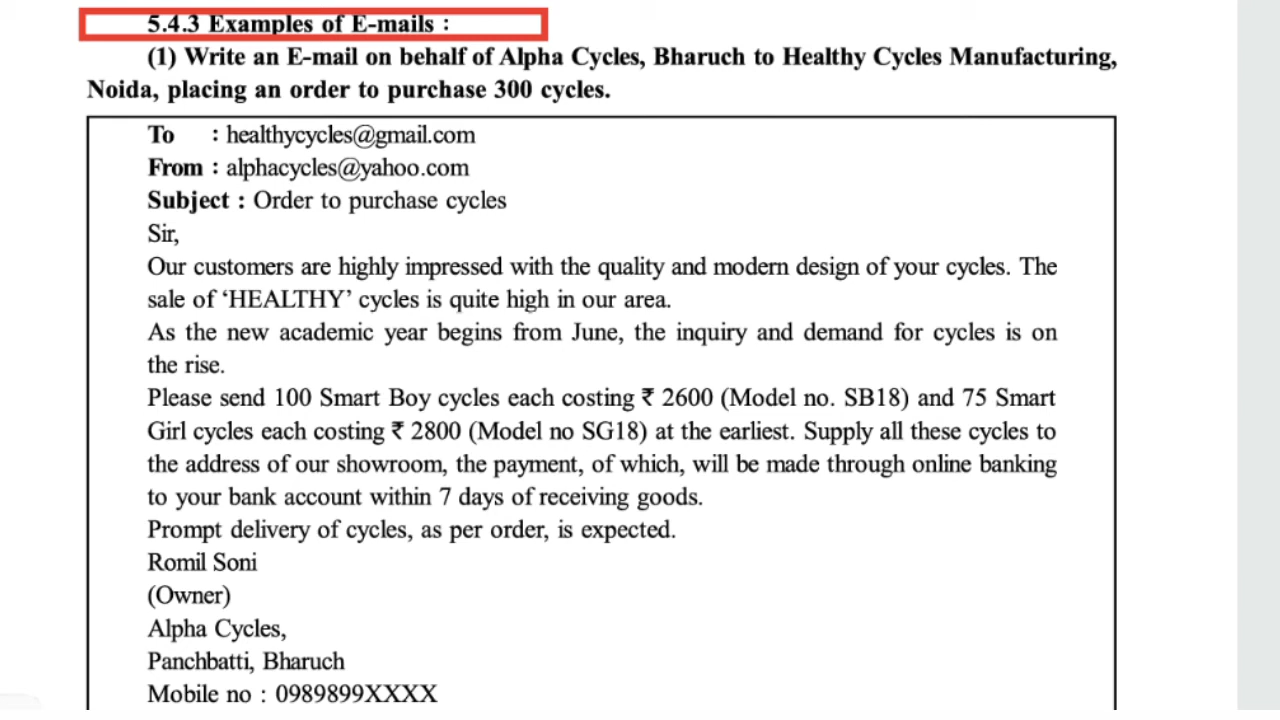 5.4.3 Examples of E-mails :
(1) Write an E-mail on behalf of Alpha Cycles, Bharuch to Healthy Cycles Manufacturing,
Noida, placing an order to purchase 300 cycles.
To : healthycycles@gmail.com
From : alphacycles@yahoo.com
Subject : Order to purchase cycles
Sir,
Our customers are highly impressed with the quality and modern design of your cycles. The
sale of ‘HEALTHY’ cycles is quite high in our area.
As the new academic year begins from June, the inquiry and demand for cycles is on
the rise.
Please send 100 Smart Boy cycles each costing ₹ 2600 (Model no. SB18) and 75 Smart
Girl cycles each costing ₹ 2800 (Model no SG18) at the earliest. Supply all these cycles to
the address of our showroom, the payment, of which, will be made through online banking
to your bank account within 7 days of receiving goods.
Prompt delivery of cycles, as per order, is expected.
Romil Soni
(Owner)
Alpha Cycles,
Panchbatti, Bharuch
Mobile no : 0989899XXXX